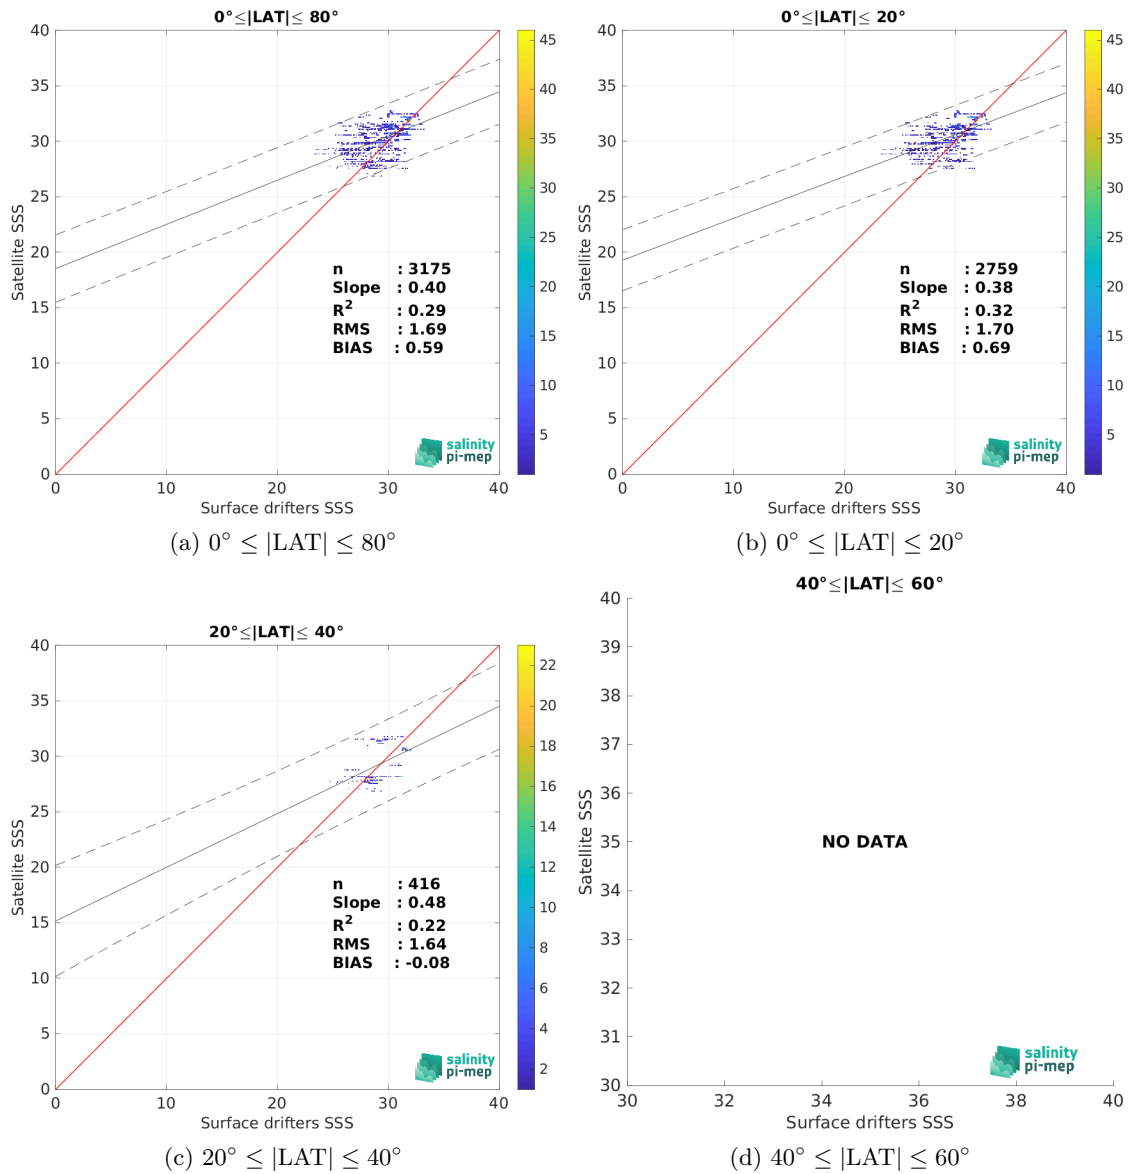 0°≤|LAT|≤ 80°
40
35
30
25
20
15
10
5
0
Satellite SSS
n : 3175
Slope : 0.40
R² : 0.29
RMS : 1.69
BIAS : 0.59
salinity
pi-mep
0 10 20 30 40
Surface drifters SSS
45
40
35
30
25
20
15
10
5
(a) 0° ≤ |LAT| ≤ 80°
0°≤|LAT|≤ 20°
40
35
30
25
20
15
10
5
0
Satellite SSS
n : 2759
Slope : 0.38
R² : 0.32
RMS : 1.70
BIAS : 0.69
salinity
pi-mep
0 10 20 30 40
Surface drifters SSS
45
40
35
30
25
20
15
10
5
(b) 0° ≤ |LAT| ≤ 20°
20°≤|LAT|≤ 40°
40
35
30
25
20
15
10
5
0
Satellite SSS
n : 416
Slope : 0.48
R² : 0.22
RMS : 1.64
BIAS : -0.08
salinity
pi-mep
0 10 20 30 40
Surface drifters SSS
22
20
18
16
14
12
10
8
6
4
2
(c) 20° ≤ |LAT| ≤ 40°
40°≤|LAT|≤ 60°
40
39
38
37
36
35
34
33
32
31
30
Satellite SSS
NO DATA
salinity
pi-mep
30 32 34 36 38 40
Surface drifters SSS
(d) 40° ≤ |LAT| ≤ 60°